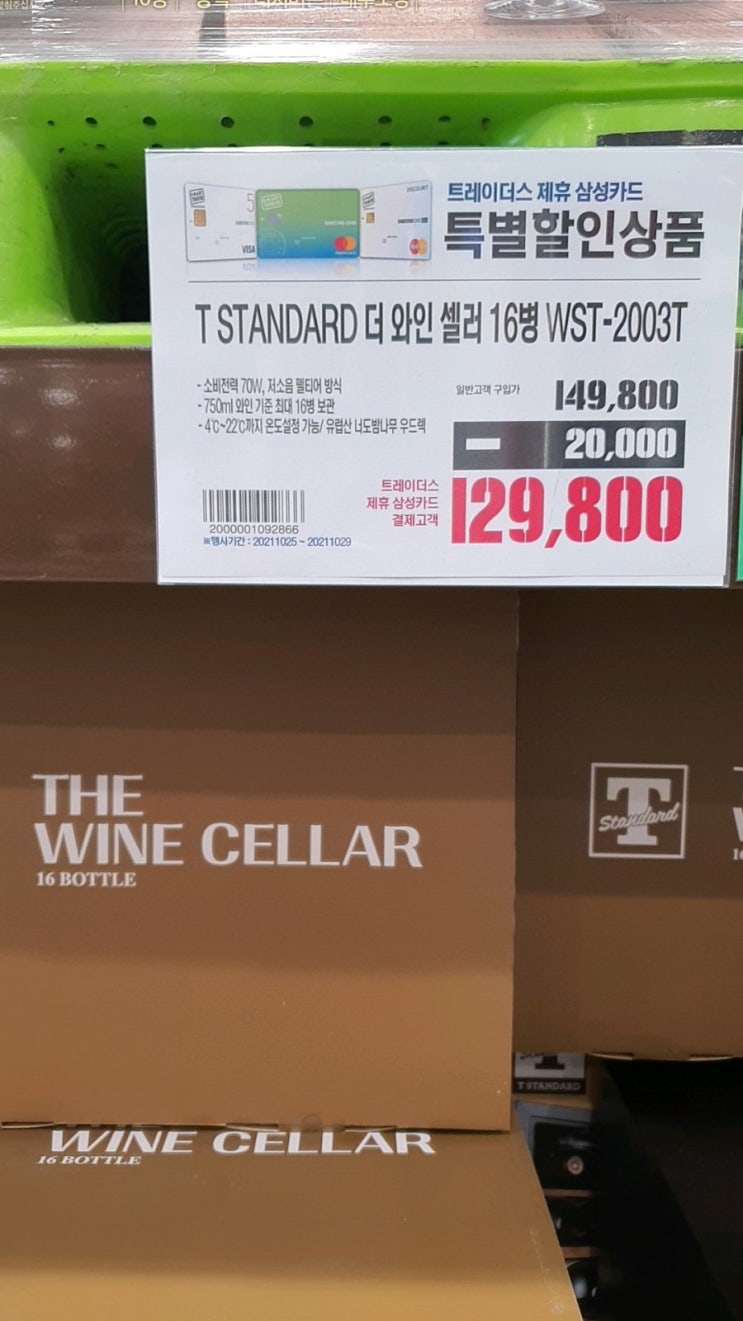 트레이더스 제휴 삼성카드
특별할인상품
T STANDARD 더 와인 셀러 16병 WST-2003T
- 소비전력 70W, 저소음 펠티어 방식
- 750ml 와인 기준 최대 16병 보관
- 4℃~22℃까지 온도설정 가능/ 유럽산 너도밤나무 우드렉
일반고객 구입가 149,800
- 20,000
트레이더스
제휴 삼성카드
결제고객
129,800
2000001092866
※행사기간 : 20211025 ~ 20211029
VISA
DISCOUNT
THE
WINE CELLAR
16 BOTTLE
T
Standard
T STANDARD
WINE CELLAR
16 BOTTLE